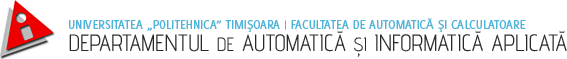 UNIVERSITATEA „POLITEHNICA” TIMIȘOARA | FACULTATEA DE AUTOMATICĂ ȘI CALCULATOARE
DEPARTAMENTUL DE AUTOMATICĂ ȘI INFORMATICĂ APLICATĂ